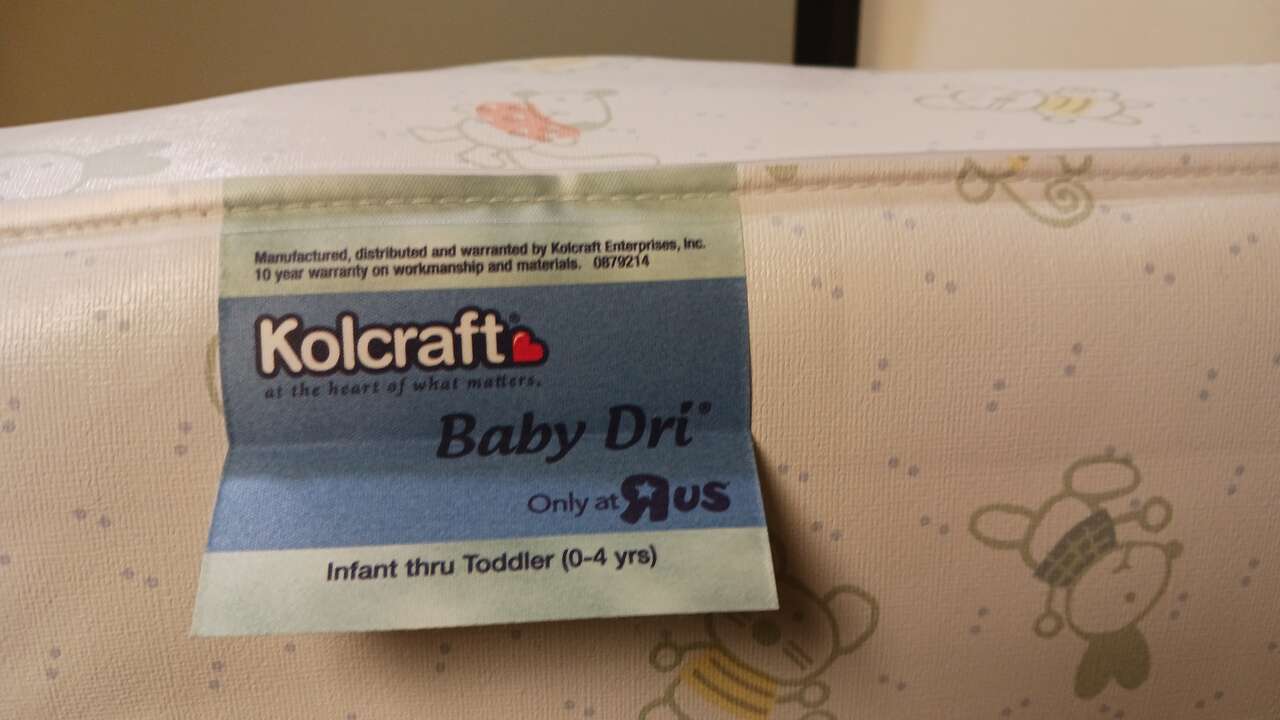 Manufactured, distributed and warranted by Kolcraft Enterprises, Inc.
10 year warranty on workmanship and materials. 0879214
Kolcraft®
at the heart of what matters.
Baby Dri®
Only at R US
Infant thru Toddler (0-4 yrs)